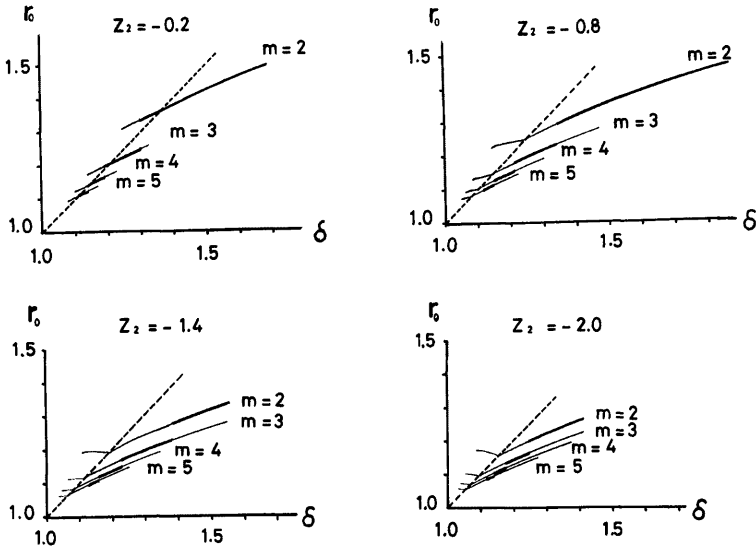 r₀
Z₂ = −0.2
1.5
m = 2
m = 3
m = 4
m = 5
1.0
1.0
1.5
δ
r₀
Z₂ = −0.8
1.5
m = 2
m = 3
m = 4
m = 5
1.0
1.0
1.5
δ
r₀
Z₂ = −1.4
1.5
m = 2
m = 3
m = 4
m = 5
1.0
1.0
1.5
δ
r₀
Z₂ = −2.0
1.5
m = 2
m = 3
m = 4
m = 5
1.0
1.0
1.5
δ